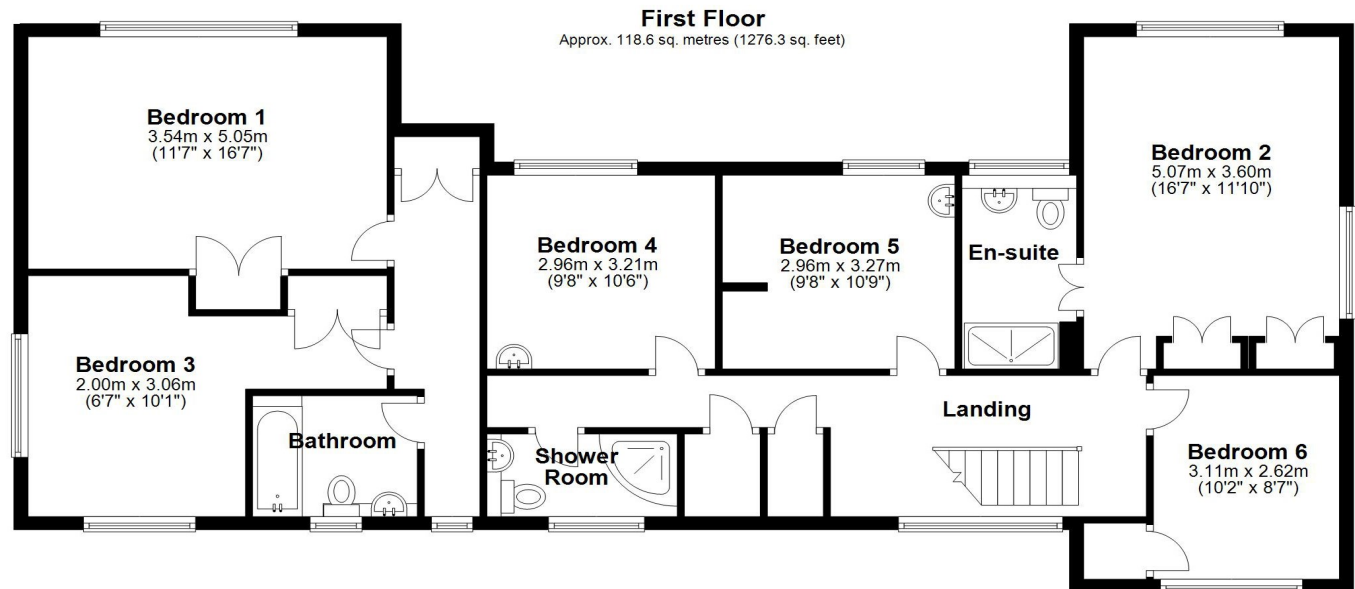 First Floor
Approx. 118.6 sq. metres (1276.3 sq. feet)
Bedroom 1
3.54m x 5.05m
(11'7" x 16'7")
Bedroom 2
5.07m x 3.60m
(16'7" x 11'10")
Bedroom 4
2.96m x 3.21m
(9'8" x 10'6")
Bedroom 5
2.96m x 3.27m
(9'8" x 10'9")
En-suite
Bedroom 3
2.00m x 3.06m
(6'7" x 10'1")
Landing
Bathroom
Shower
Room
Bedroom 6
3.11m x 2.62m
(10'2" x 8'7")